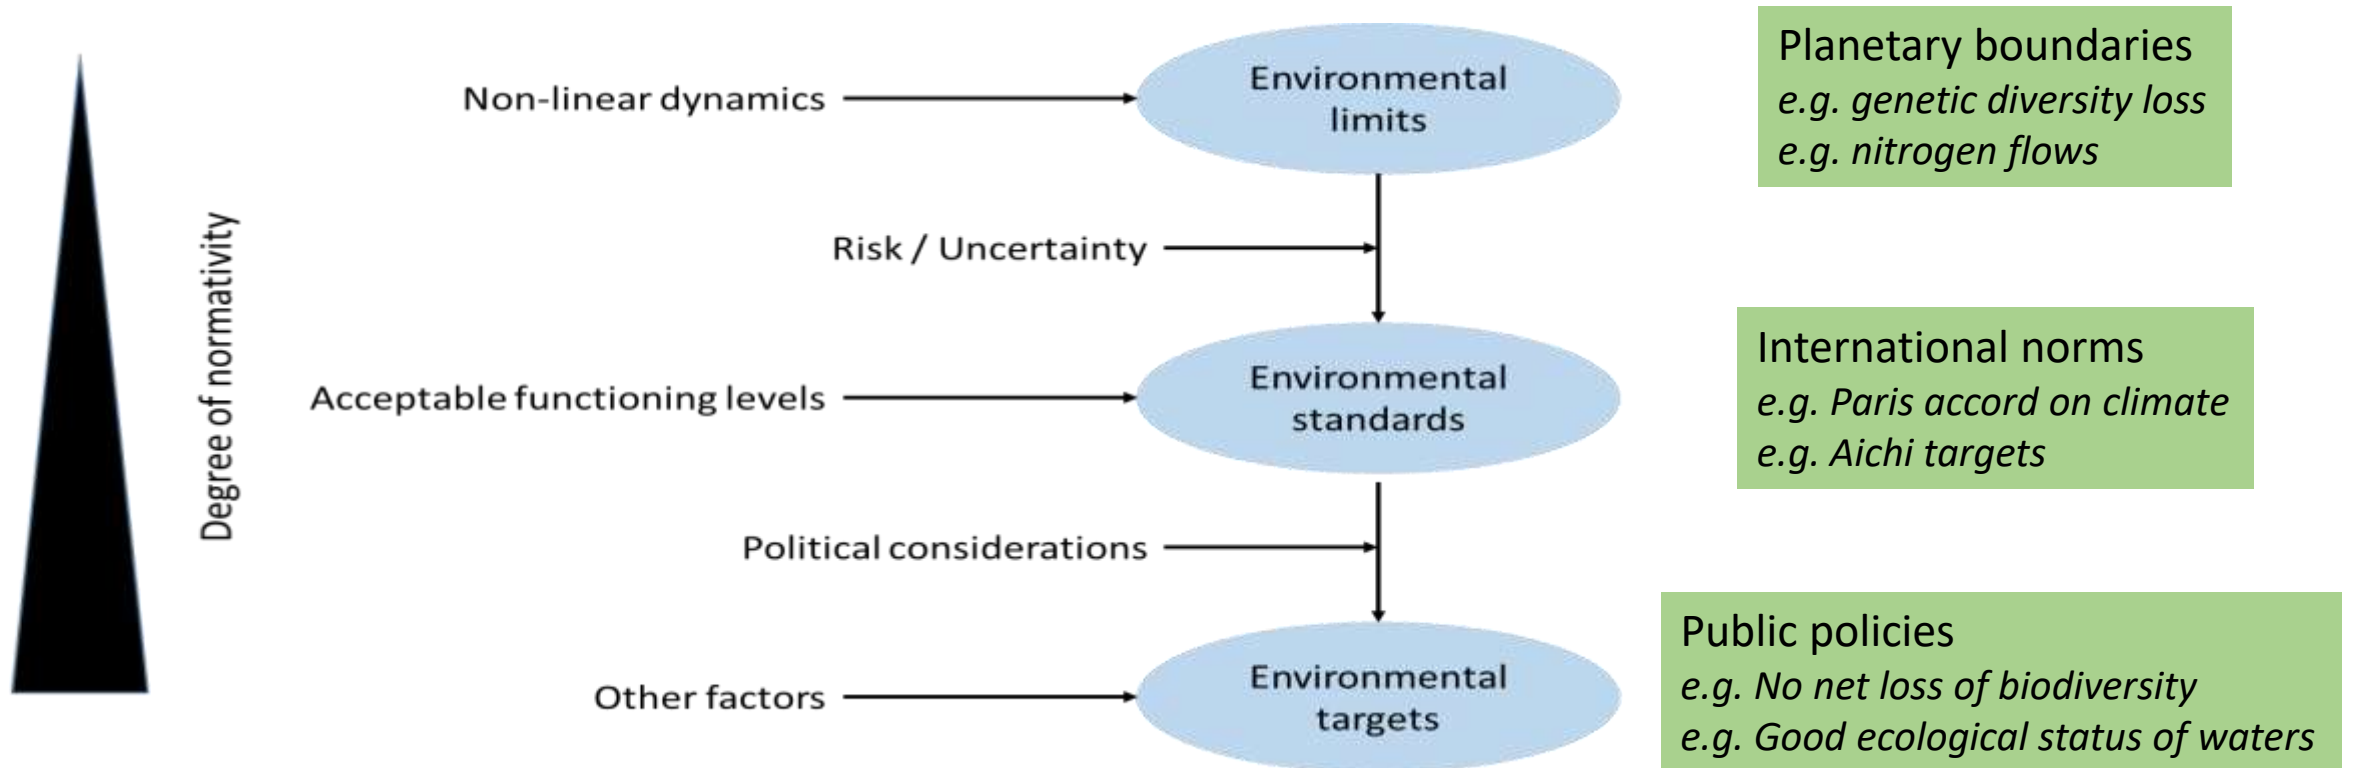 Non-linear dynamics
Environmental
limits
Planetary boundaries
e.g. genetic diversity loss
e.g. nitrogen flows
Degree of normativity
Risk / Uncertainty
Acceptable functioning levels
Environmental
standards
International norms
e.g. Paris accord on climate
e.g. Aichi targets
Political considerations
Other factors
Environmental
targets
Public policies
e.g. No net loss of biodiversity
e.g. Good ecological status of waters